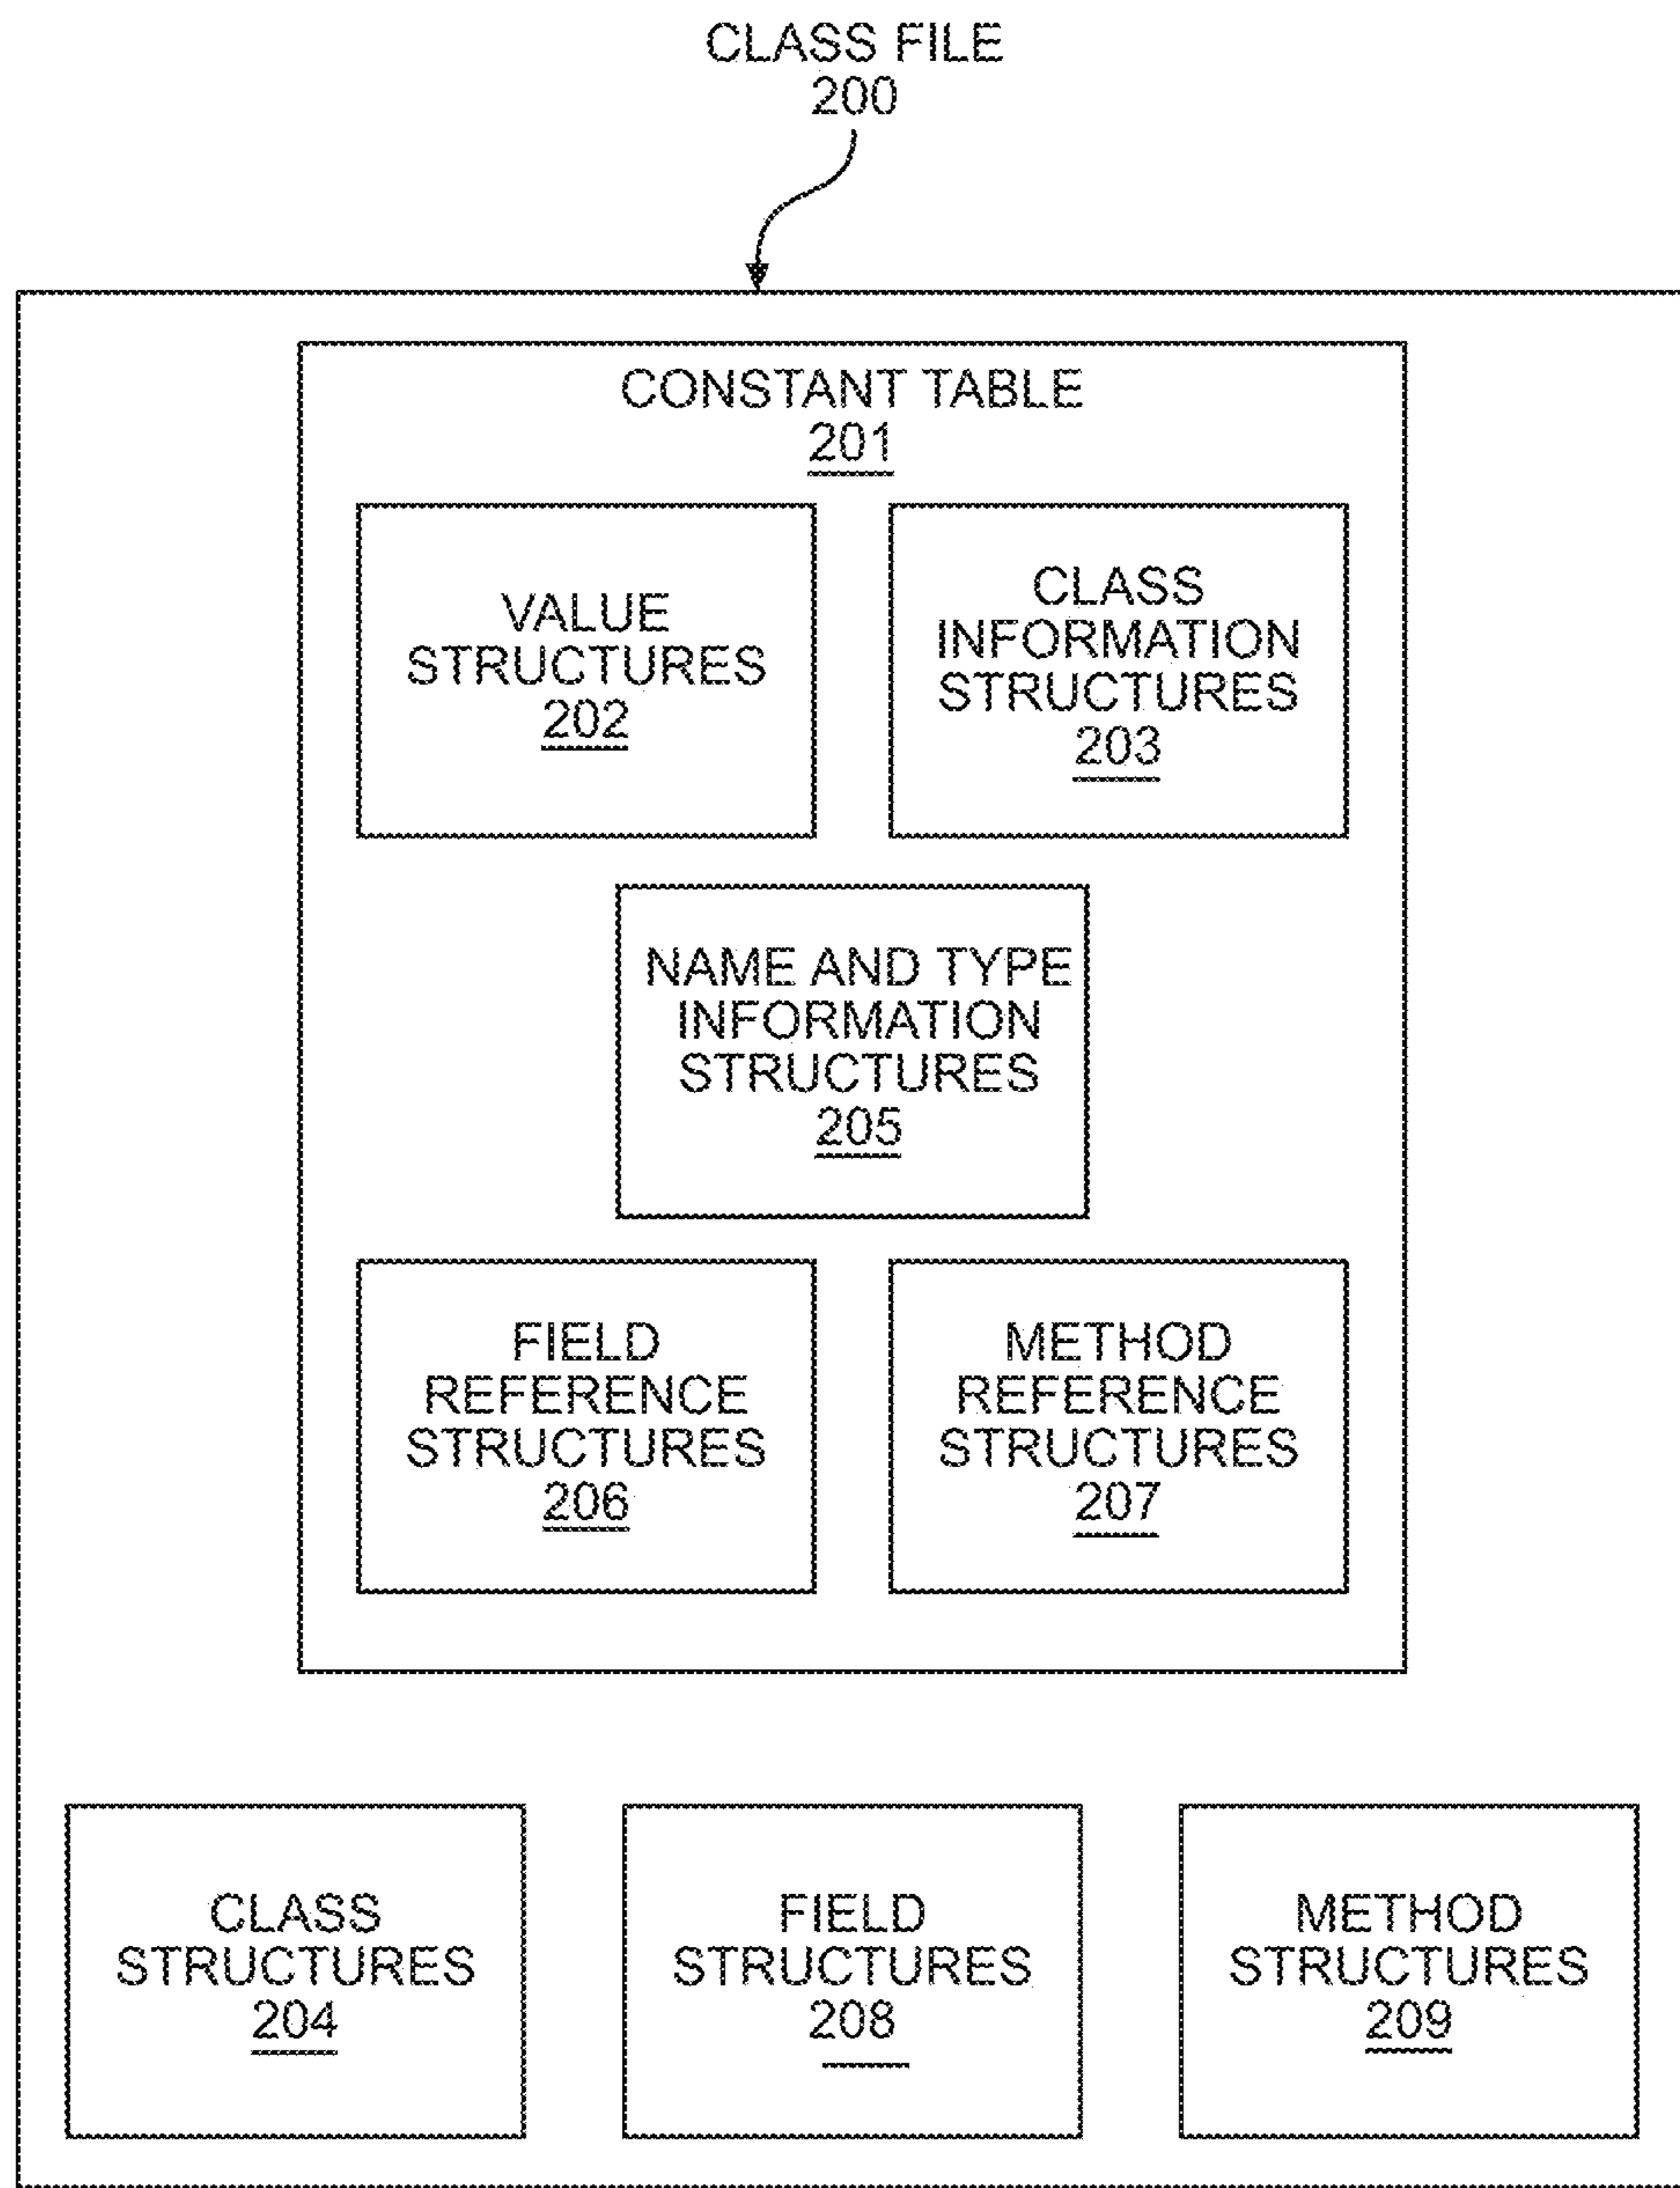 CLASS FILE
200
CONSTANT TABLE
201
VALUE
STRUCTURES
202
CLASS
INFORMATION
STRUCTURES
203
NAME AND TYPE
INFORMATION
STRUCTURES
205
FIELD
REFERENCE
STRUCTURES
206
METHOD
REFERENCE
STRUCTURES
207
CLASS
STRUCTURES
204
FIELD
STRUCTURES
208
METHOD
STRUCTURES
209